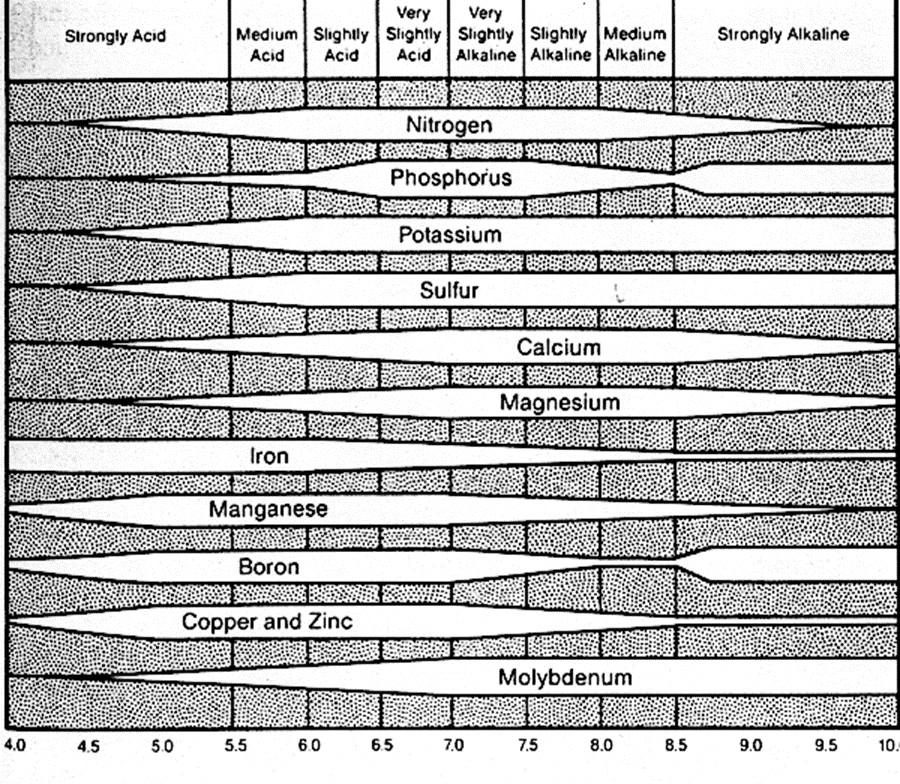 Strongly Acid
Medium
Acid
Slightly
Acid
Very
Slightly
Acid
Very
Slightly
Alkaline
Slightly
Alkaline
Medium
Alkaline
Strongly Alkaline
Nitrogen
Phosphorus
Potassium
Sulfur
Calcium
Magnesium
Iron
Manganese
Boron
Copper and Zinc
Molybdenum
4.0 4.5 5.0 5.5 6.0 6.5 7.0 7.5 8.0 8.5 9.0 9.5 10.